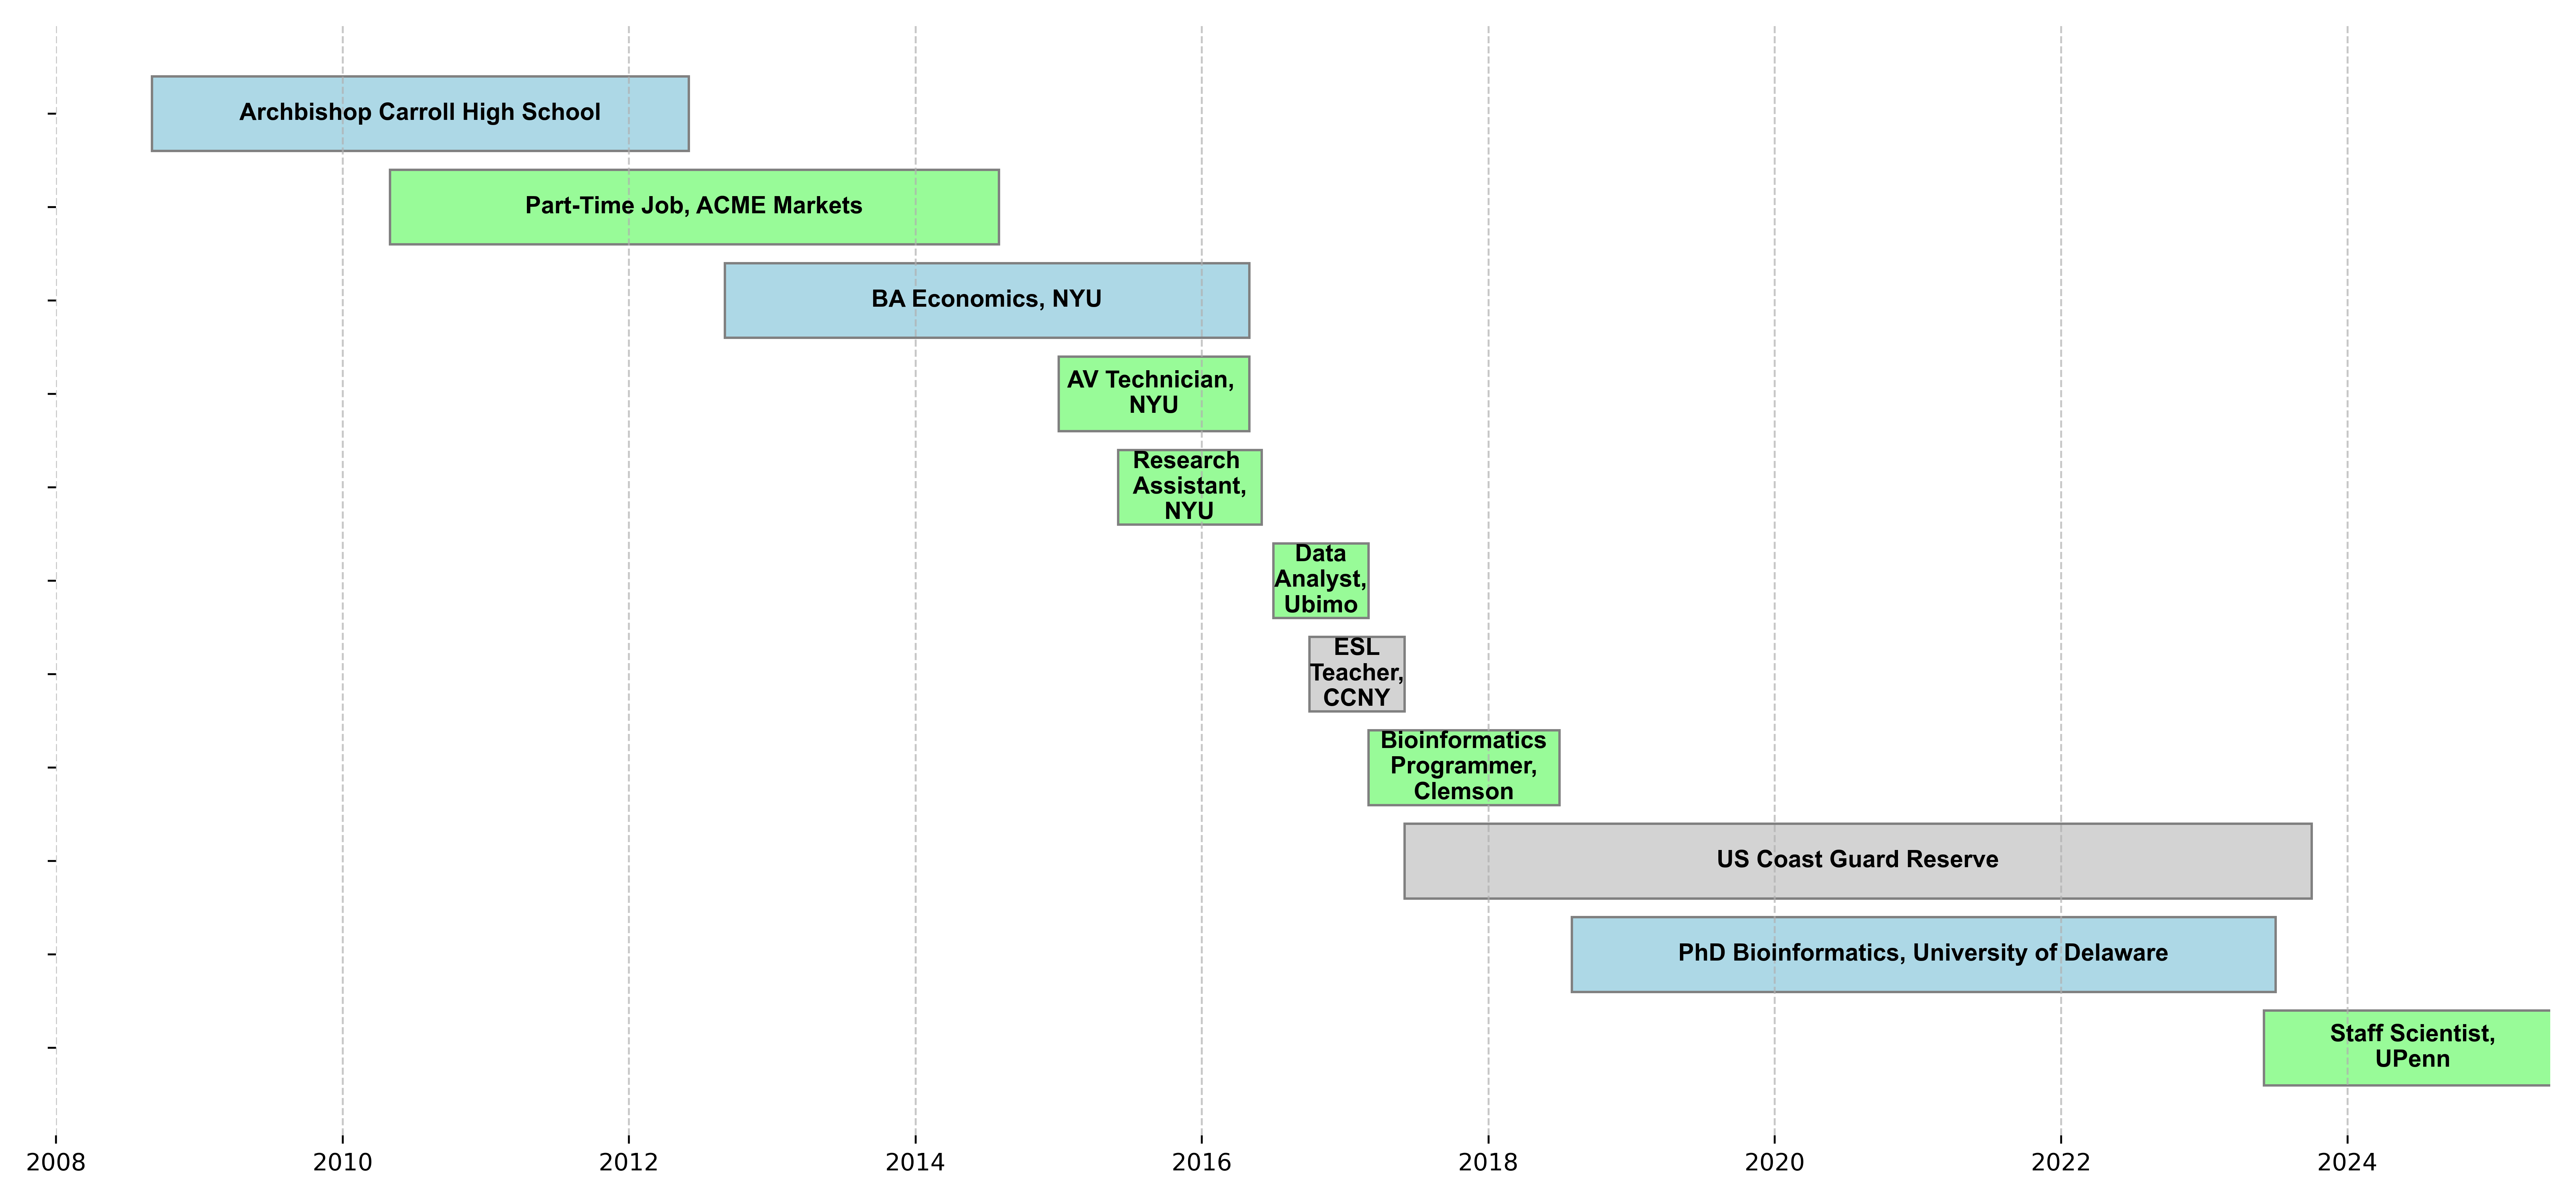 Archbishop Carroll High School
Part-Time Job, ACME Markets
BA Economics, NYU
AV Technician,
NYU
Research
Assistant,
NYU
Data
Analyst,
Ubimo
ESL
Teacher,
CCNY
Bioinformatics
Programmer,
Clemson
US Coast Guard Reserve
PhD Bioinformatics, University of Delaware
Staff Scientist,
UPenn
2008 2010 2012 2014 2016 2018 2020 2022 2024